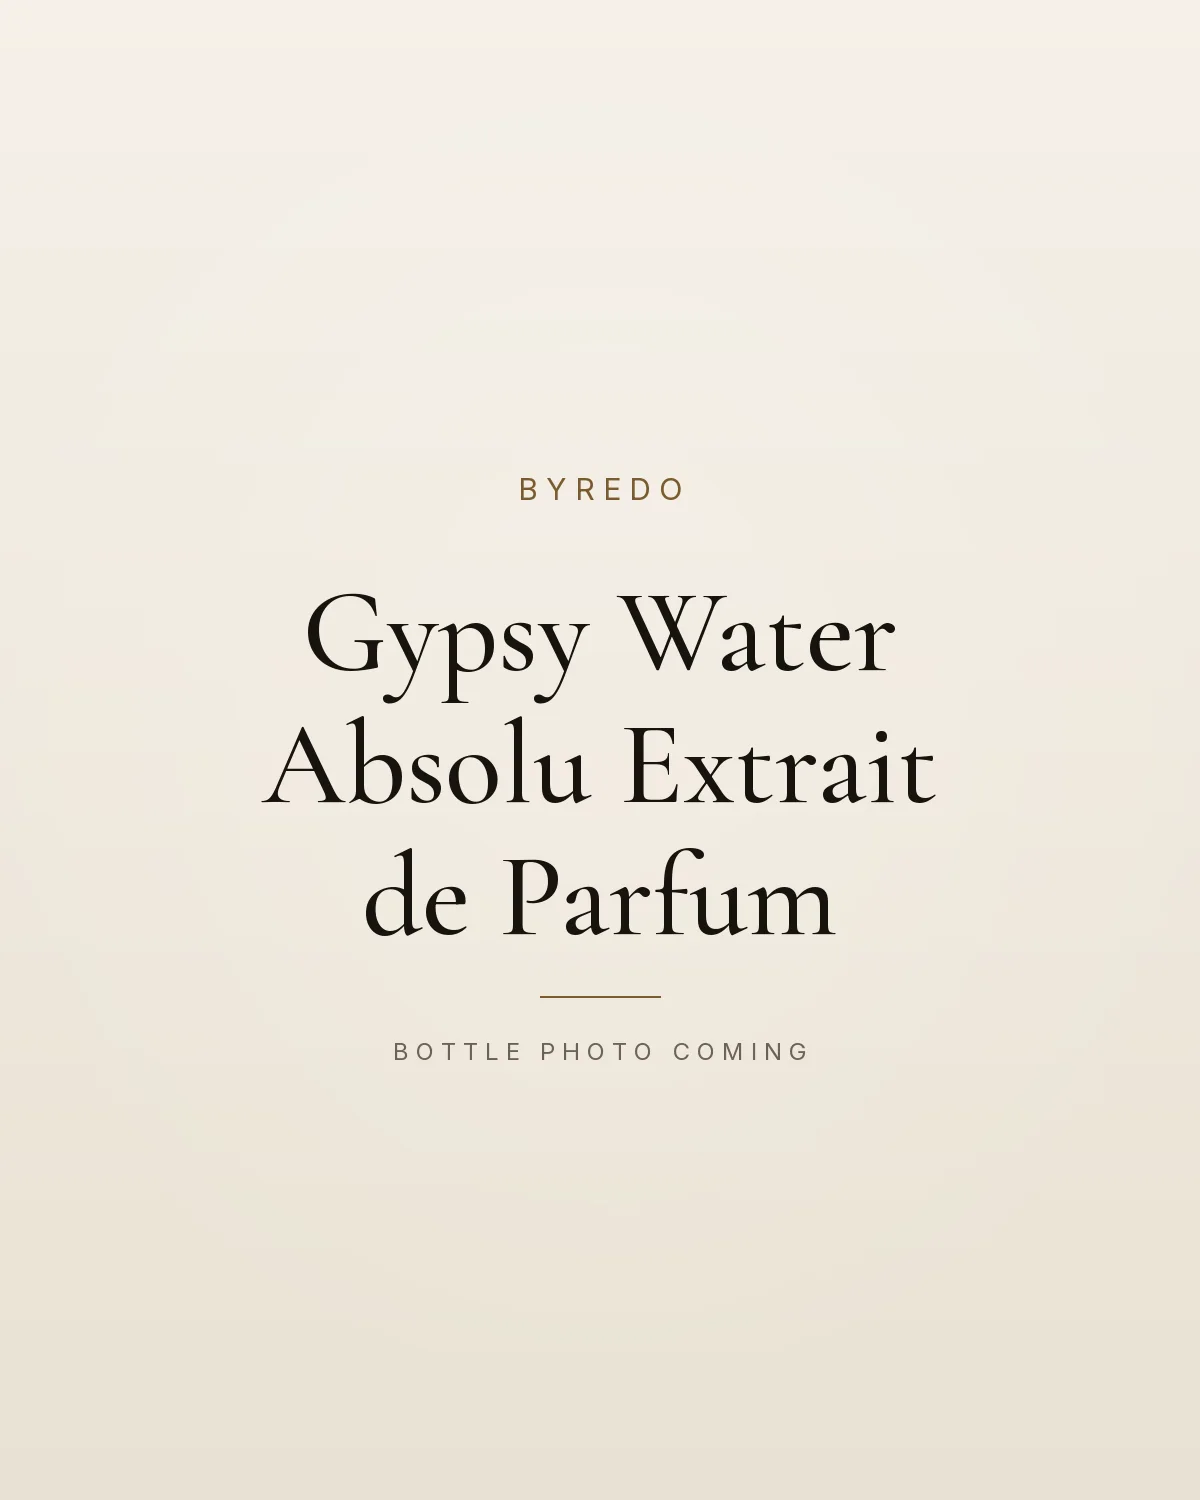 BYREDO
Gypsy Water
Absolu Extrait
de Parfum
BOTTLE PHOTO COMING